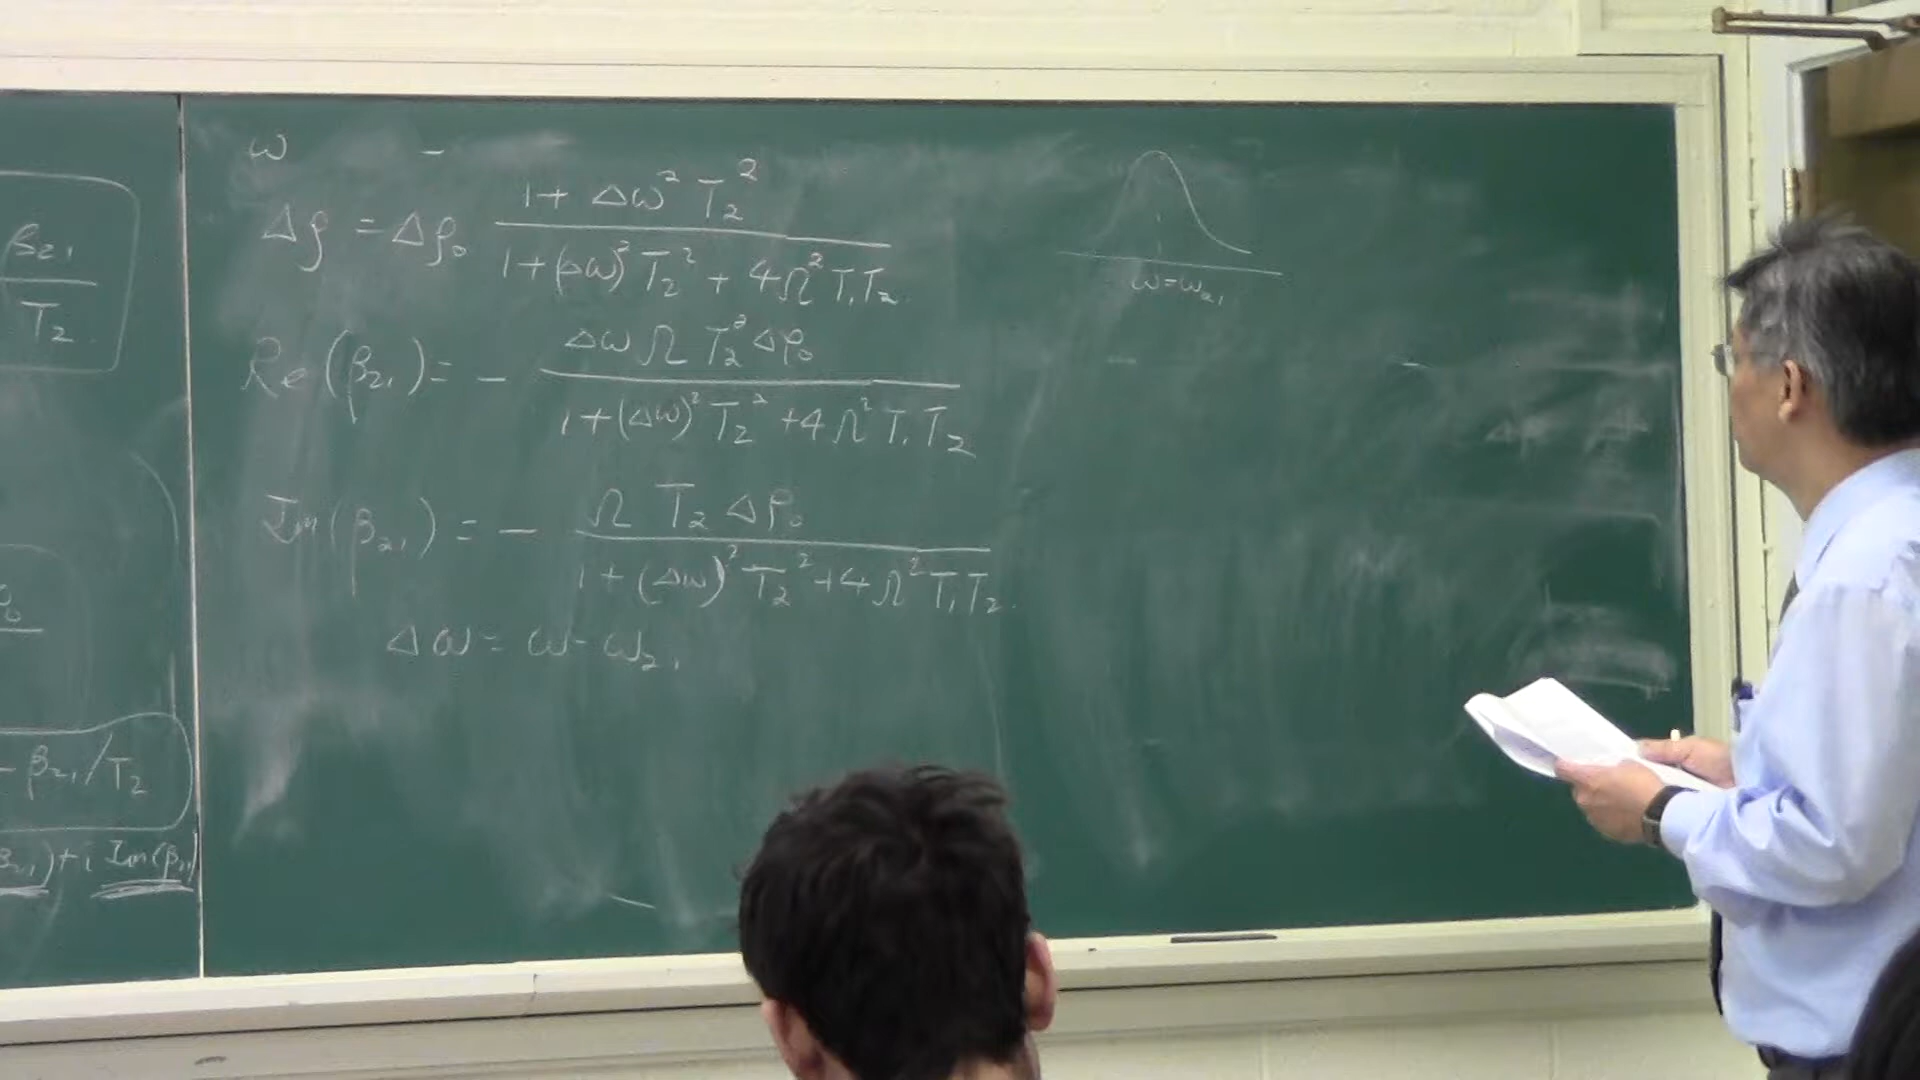 β₂₁
T₂
- β₂₁/T₂
β₂₁) + i Im(β₂₁)
ω -
Δρ = Δρ₀ (1 + Δω² T₂²) / (1 + (Δω)² T₂² + 4Ω² T₁T₂)
Re(β₂₁) = - (Δω Ω T₂² Δρ₀) / (1 + (Δω)² T₂² + 4Ω² T₁T₂)
Im(β₂₁) = - (Ω T₂ Δρ₀) / (1 + (Δω)² T₂² + 4Ω² T₁T₂)
Δω = ω - ω₂₁
ω = ω₂₁